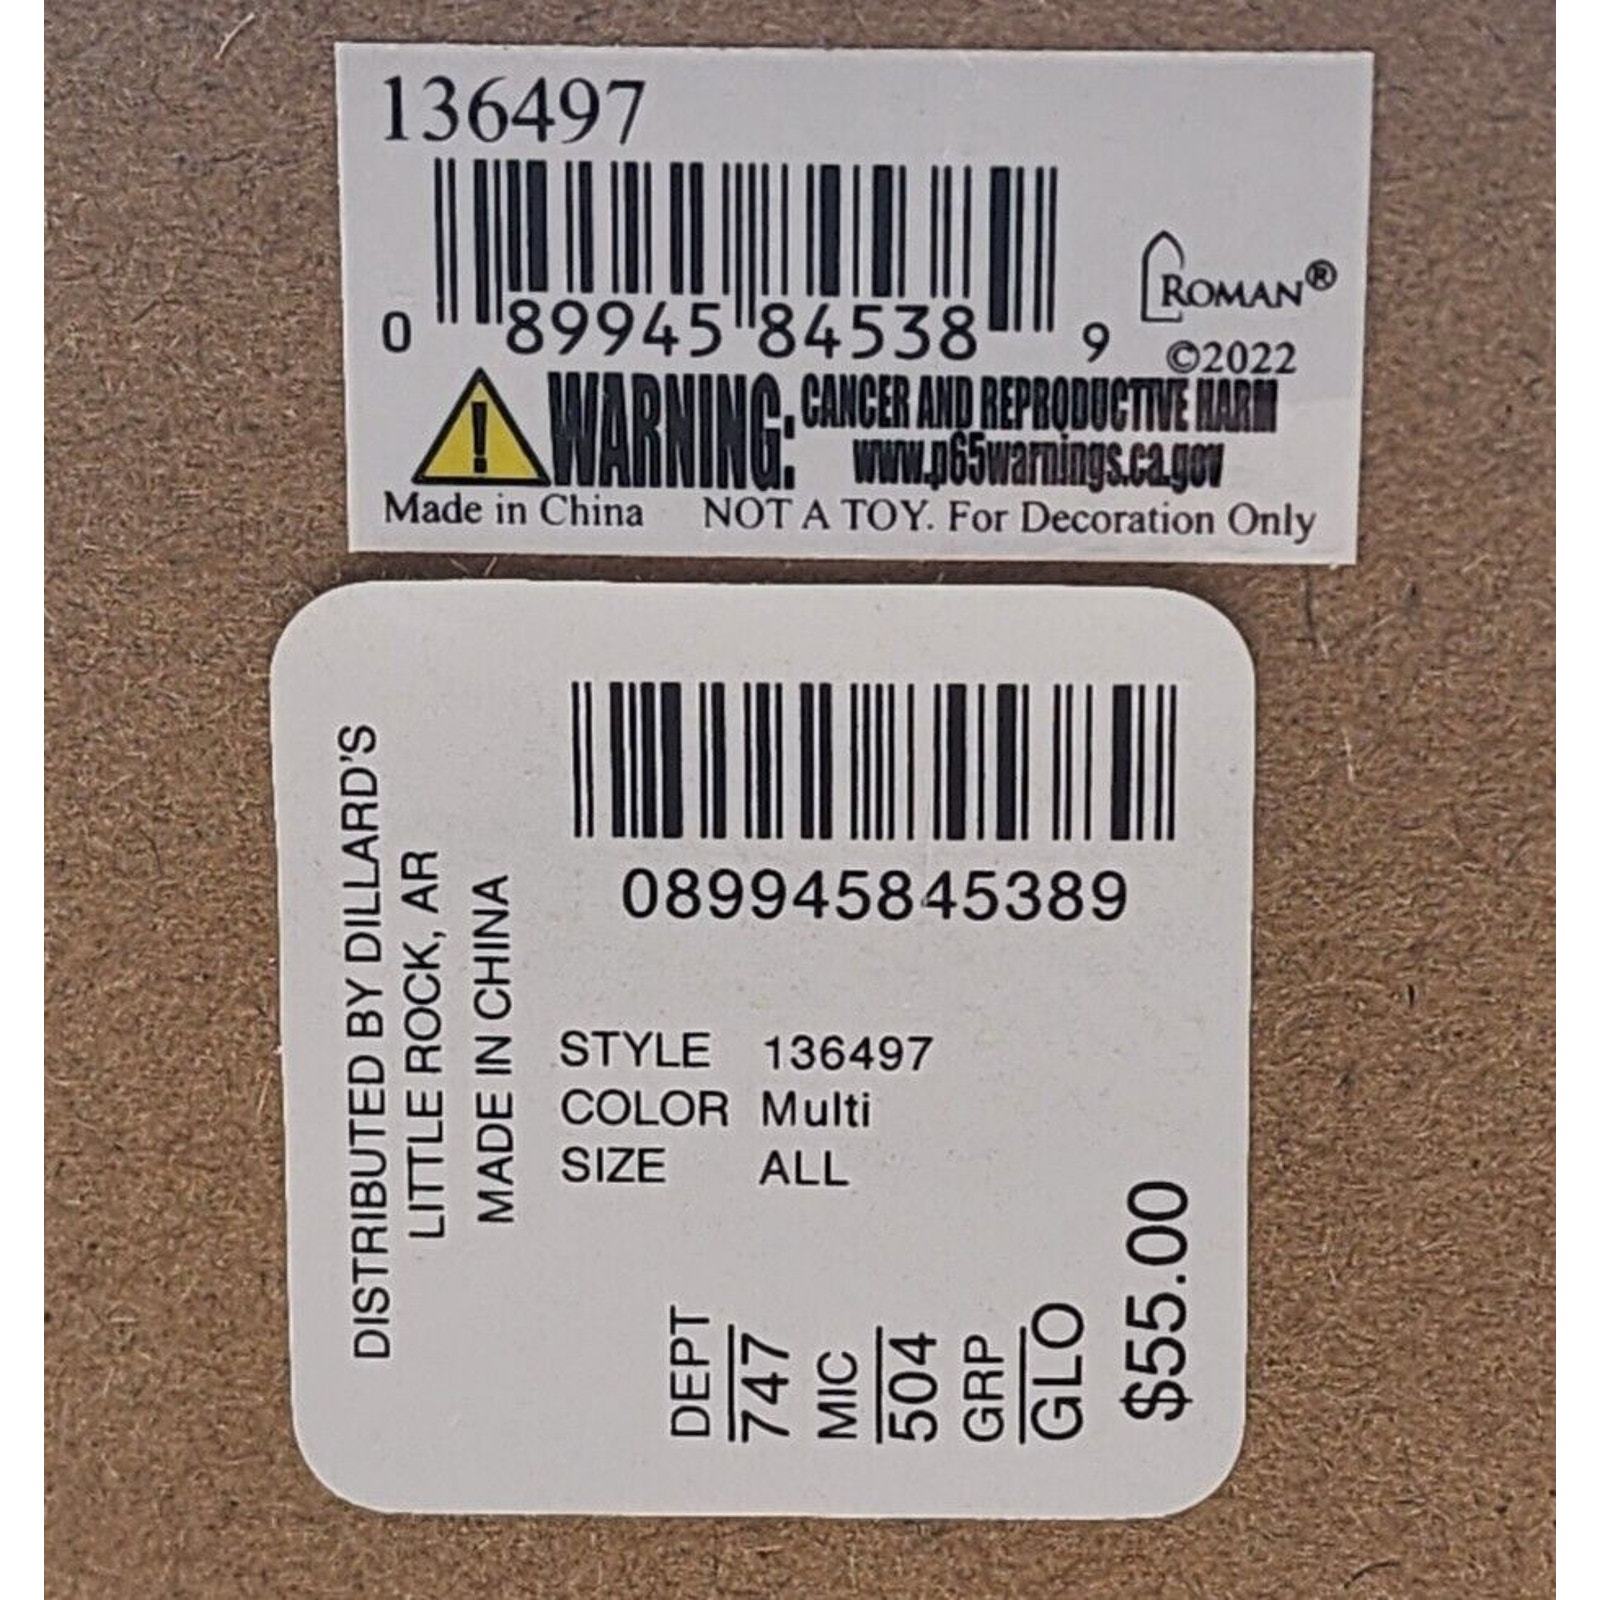 136497
0 89945 84538 9
ROMAN®
©2022
WARNING: CANCER AND REPRODUCTIVE HARM
www.p65warnings.ca.gov
Made in China NOT A TOY. For Decoration Only
DISTRIBUTED BY DILLARD'S
LITTLE ROCK, AR
MADE IN CHINA
089945845389
STYLE 136497
COLOR Multi
SIZE ALL
DEPT
747
MIC
504
GRP
GLO
$55.00